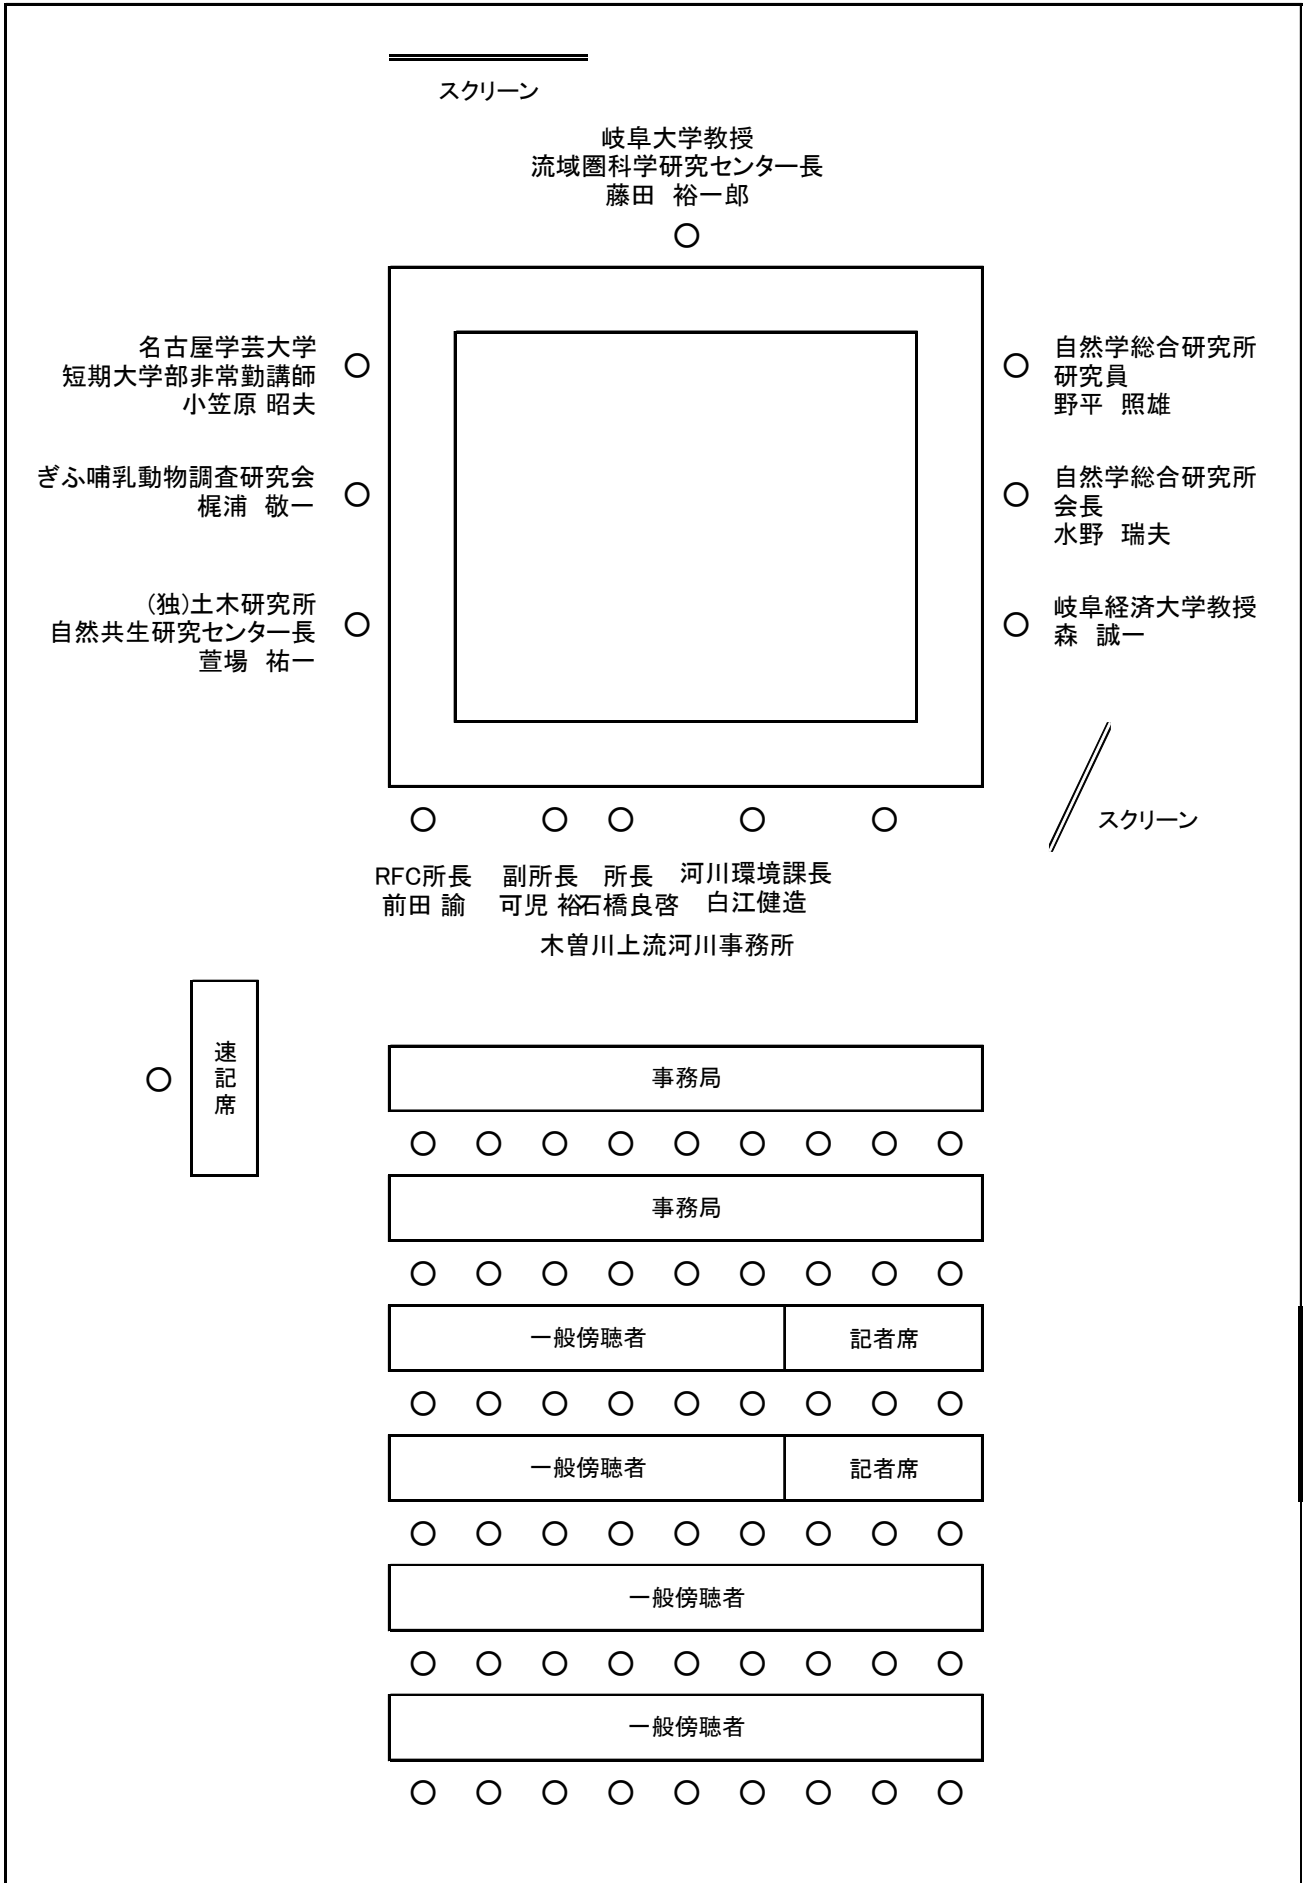 スクリーン
岐阜大学教授
流域圏科学研究センター長
藤田　裕一郎
名古屋学芸大学
短期大学部非常勤講師
小笠原 昭夫
ぎふ哺乳動物調査研究会
梶浦　敬一
(独)土木研究所
自然共生研究センター長
萱場　祐一
自然学総合研究所
研究員
野平　照雄
自然学総合研究所
会長
水野　瑞夫
岐阜経済大学教授
森　誠一
スクリーン
RFC所長
前田 諭
副所長
可児 裕
所長
石橋良啓
河川環境課長
白江健造
木曽川上流河川事務所
速記席
事務局
事務局
一般傍聴者
記者席
一般傍聴者
記者席
一般傍聴者
一般傍聴者